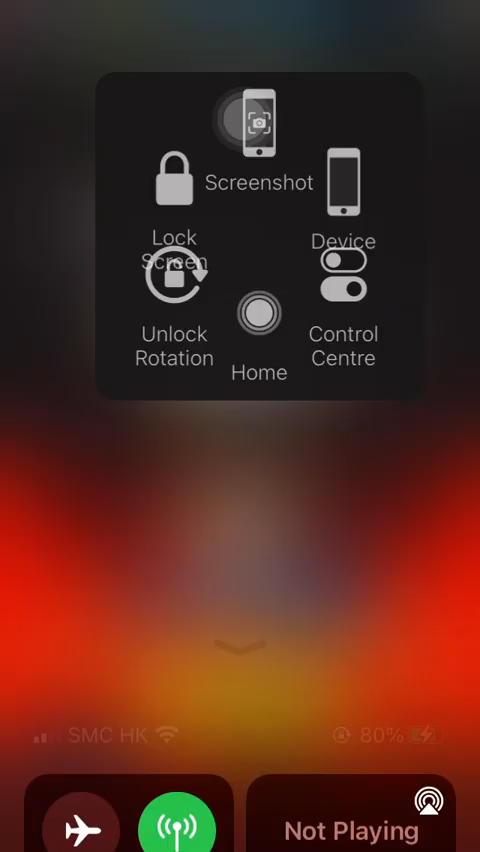 Screenshot
Lock
Screen
Device
Unlock
Rotation
Control
Centre
Home
SMC HK
80%
Not Playing